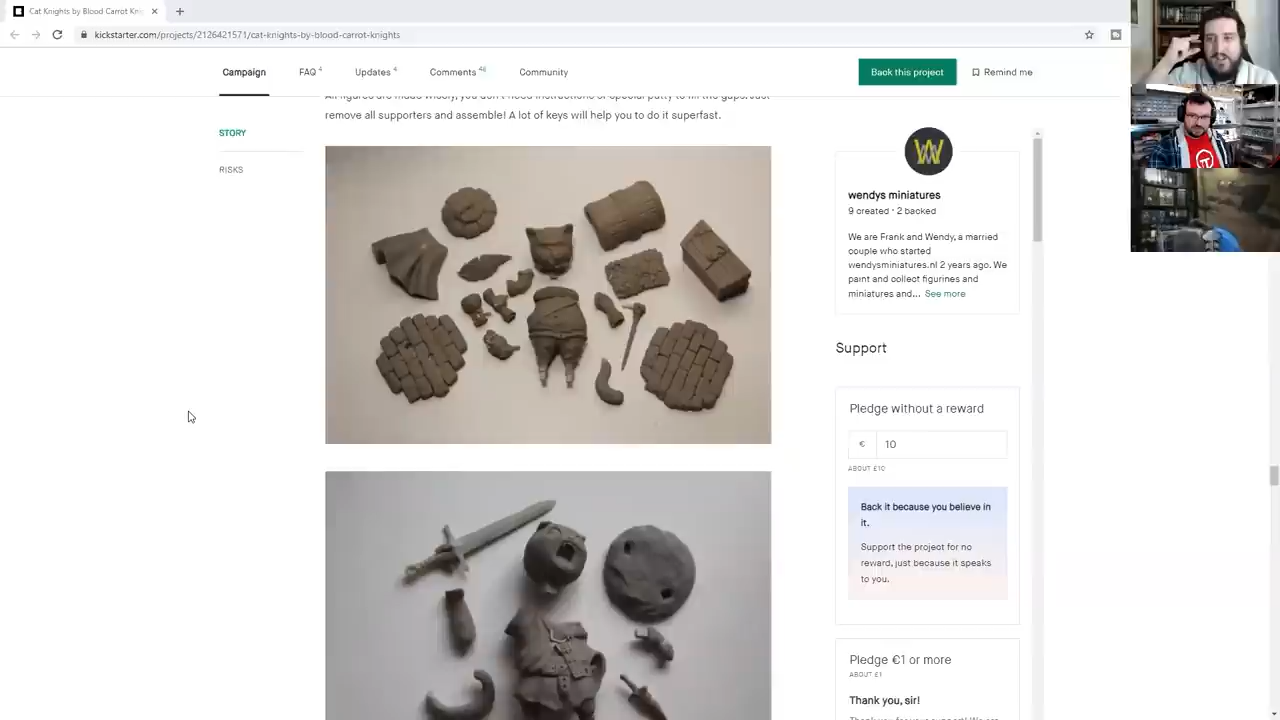 Cat Knights by Blood Carrot Kni
kickstarter.com/projects/2126421571/cat-knights-by-blood-carrot-knights
Campaign
FAQ 4
Updates 4
Comments 48
Community
Back this project
Remind me
STORY
RISKS
remove all supporters and assemble! A lot of keys will help you to do it superfast.
W
wendys miniatures
9 created · 2 backed
We are Frank and Wendy, a married
couple who started
wendysminiatures.nl 2 years ago. We
paint and collect figurines and
miniatures and... See more
Support
Pledge without a reward
€ 10
ABOUT £10
Back it because you believe in
it.
Support the project for no
reward, just because it speaks
to you.
Pledge €1 or more
ABOUT £1
Thank you, sir!